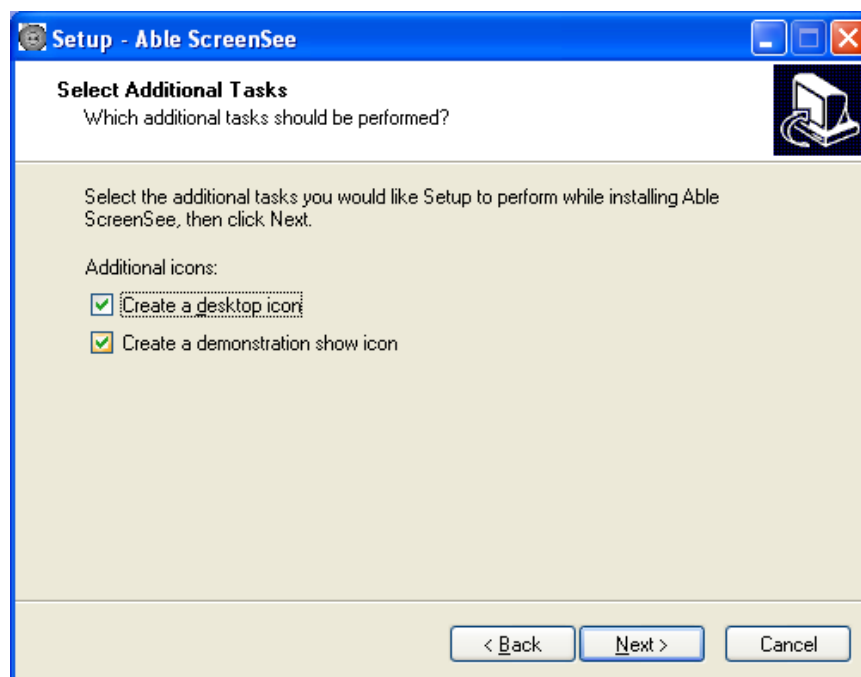 Setup - Able ScreenSee
Select Additional Tasks
Which additional tasks should be performed?
Select the additional tasks you would like Setup to perform while installing Able
ScreenSee, then click Next.
Additional icons:
Create a desktop icon
Create a demonstration show icon
< Back
Next >
Cancel